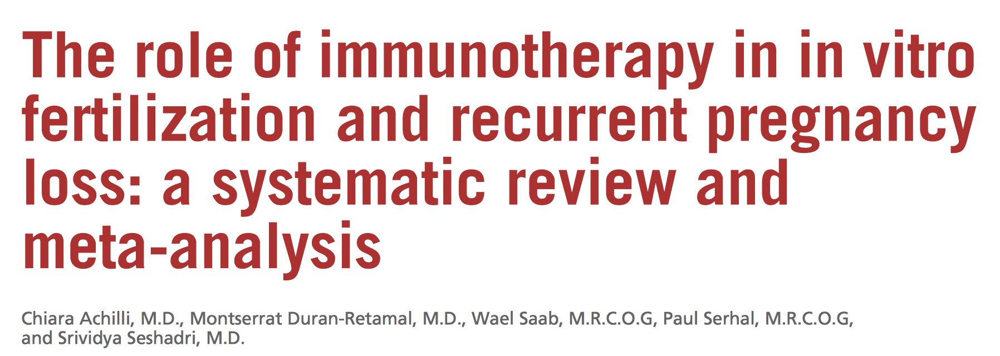 The role of immunotherapy in in vitro
fertilization and recurrent pregnancy
loss: a systematic review and
meta-analysis
Chiara Achilli, M.D., Montserrat Duran-Retamal, M.D., Wael Saab, M.R.C.O.G, Paul Serhal, M.R.C.O.G,
and Srividya Seshadri, M.D.